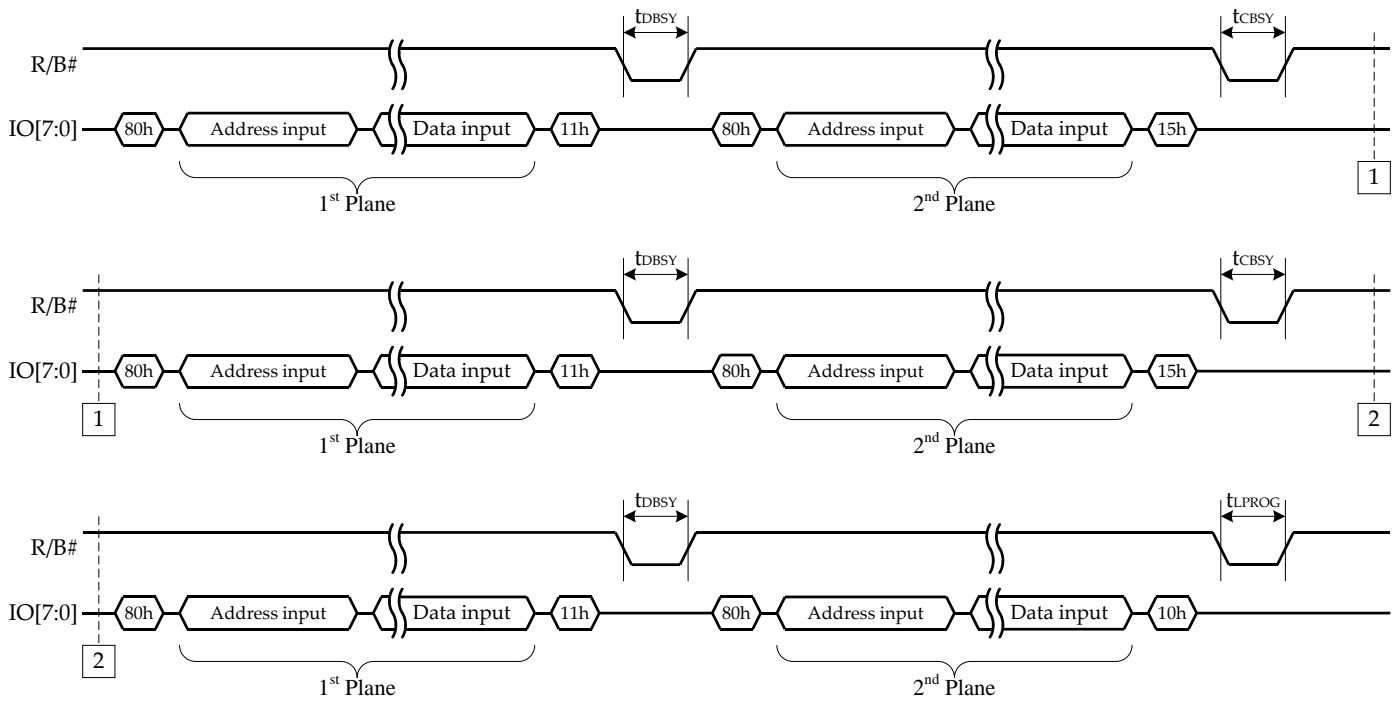 tDBSY tCBSY
R/B#
IO[7:0] 80h Address input Data input 11h 80h Address input Data input 15h
1st Plane 2nd Plane 1
tDBSY tCBSY
R/B#
IO[7:0] 80h Address input Data input 11h 80h Address input Data input 15h
1 1st Plane 2nd Plane 2
tDBSY tLPROG
R/B#
IO[7:0] 80h Address input Data input 11h 80h Address input Data input 10h
2 1st Plane 2nd Plane